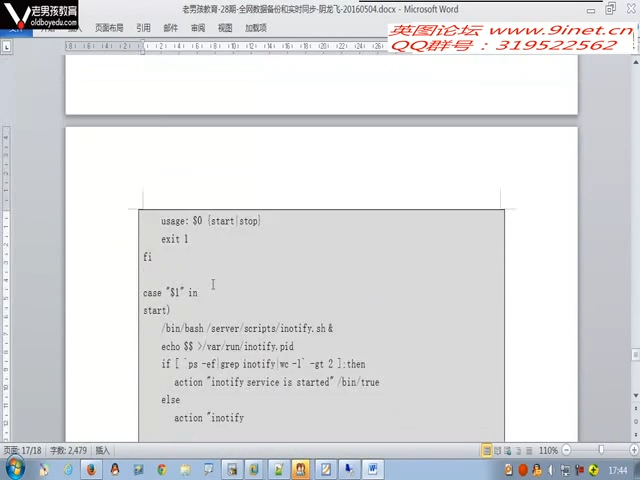 老男孩教育-28期-全网数据备份和实时同步-阴龙飞-20160504.docx - Microsoft Word
老男孩教育
oldboyedu.com
页面布局 引用 邮件 审阅 视图 加载项
英图论坛 www.9inet.cn
QQ群号：319522562
usage: $0 {start|stop}
exit 1
fi
case "$1" in
start)
/bin/bash /server/scripts/inotify.sh &
echo $$ >/var/run/inotify.pid
if [ `ps -ef|grep inotify|wc -l` -gt 2 ];then
action "inotify service is started" /bin/true
else
action "inotify
页面: 17/18 字数: 2,479 插入 110%
17:44